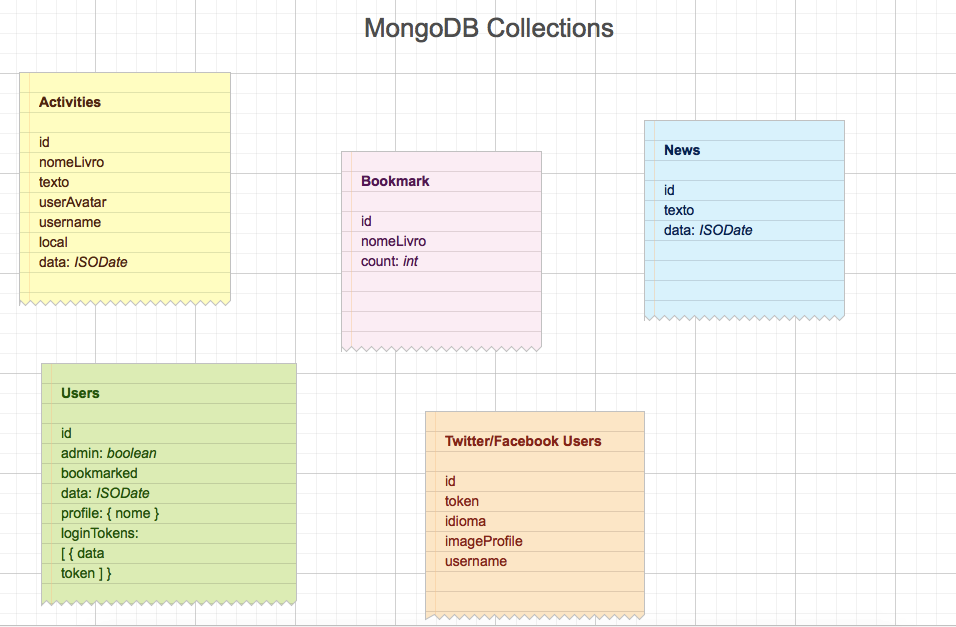 MongoDB Collections
Activities
id
nomeLivro
texto
userAvatar
username
local
data: ISODate
Bookmark
id
nomeLivro
count: int
News
id
texto
data: ISODate
Users
id
admin: boolean
bookmarked
data: ISODate
profile: { nome }
loginTokens:
[ { data
token ] }
Twitter/Facebook Users
id
token
idioma
imageProfile
username